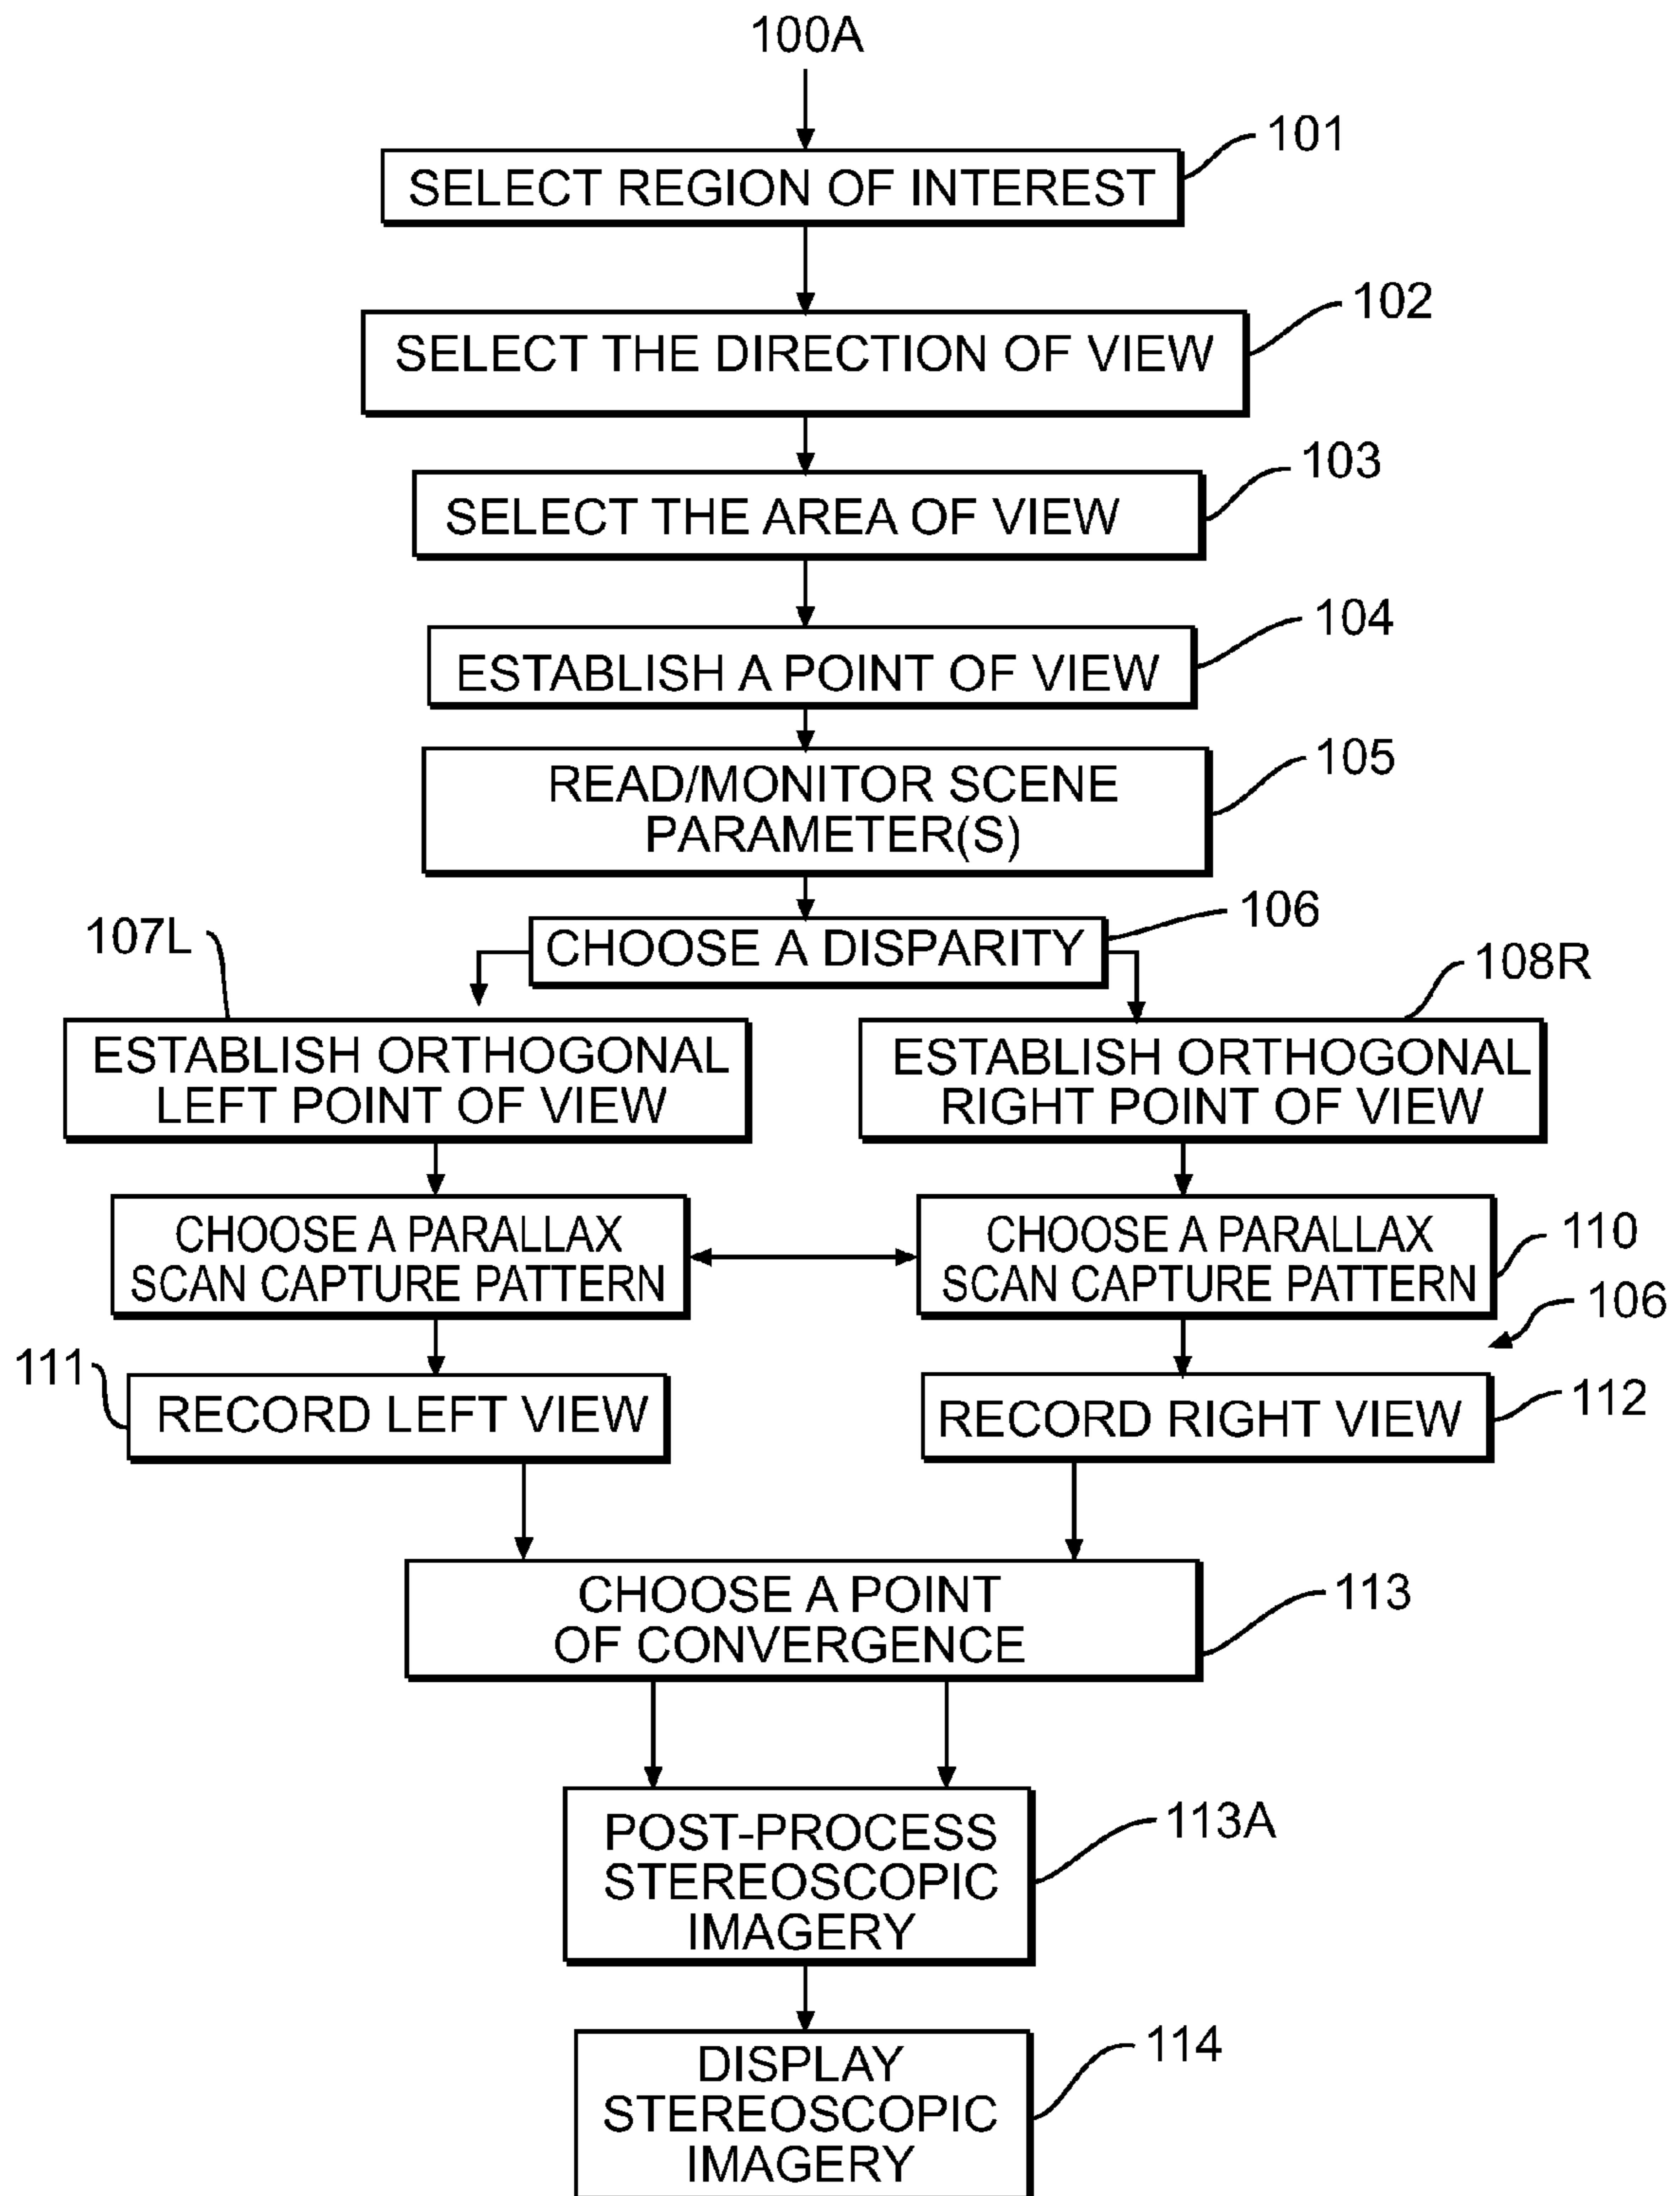 100A
101
SELECT REGION OF INTEREST
102
SELECT THE DIRECTION OF VIEW
103
SELECT THE AREA OF VIEW
104
ESTABLISH A POINT OF VIEW
105
READ/MONITOR SCENE
PARAMETER(S)
106
CHOOSE A DISPARITY
107L
108R
ESTABLISH ORTHOGONAL
LEFT POINT OF VIEW
ESTABLISH ORTHOGONAL
RIGHT POINT OF VIEW
CHOOSE A PARALLAX
SCAN CAPTURE PATTERN
CHOOSE A PARALLAX
SCAN CAPTURE PATTERN
110
106
111
RECORD LEFT VIEW
RECORD RIGHT VIEW
112
CHOOSE A POINT
OF CONVERGENCE
113
POST-PROCESS
STEREOSCOPIC
IMAGERY
113A
DISPLAY
STEREOSCOPIC
IMAGERY
114